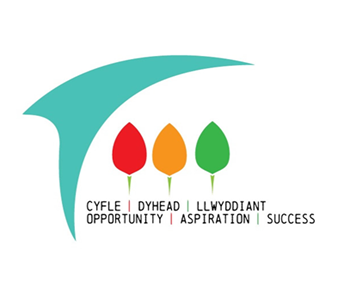 CYFLE | DYHEAD | LLWYDDIANT
OPPORTUNITY | ASPIRATION | SUCCESS